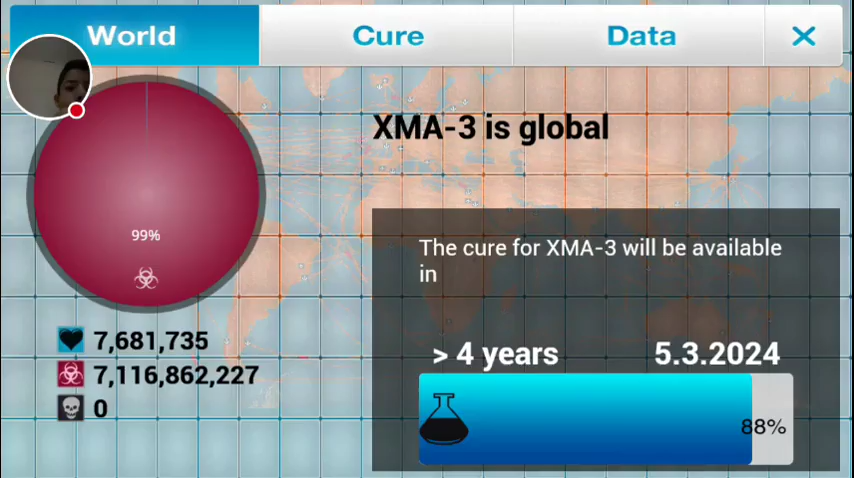 World
Cure
Data
XMA-3 is global
99%
The cure for XMA-3 will be available
in
> 4 years
5.3.2024
88%
7,681,735
7,116,862,227
0